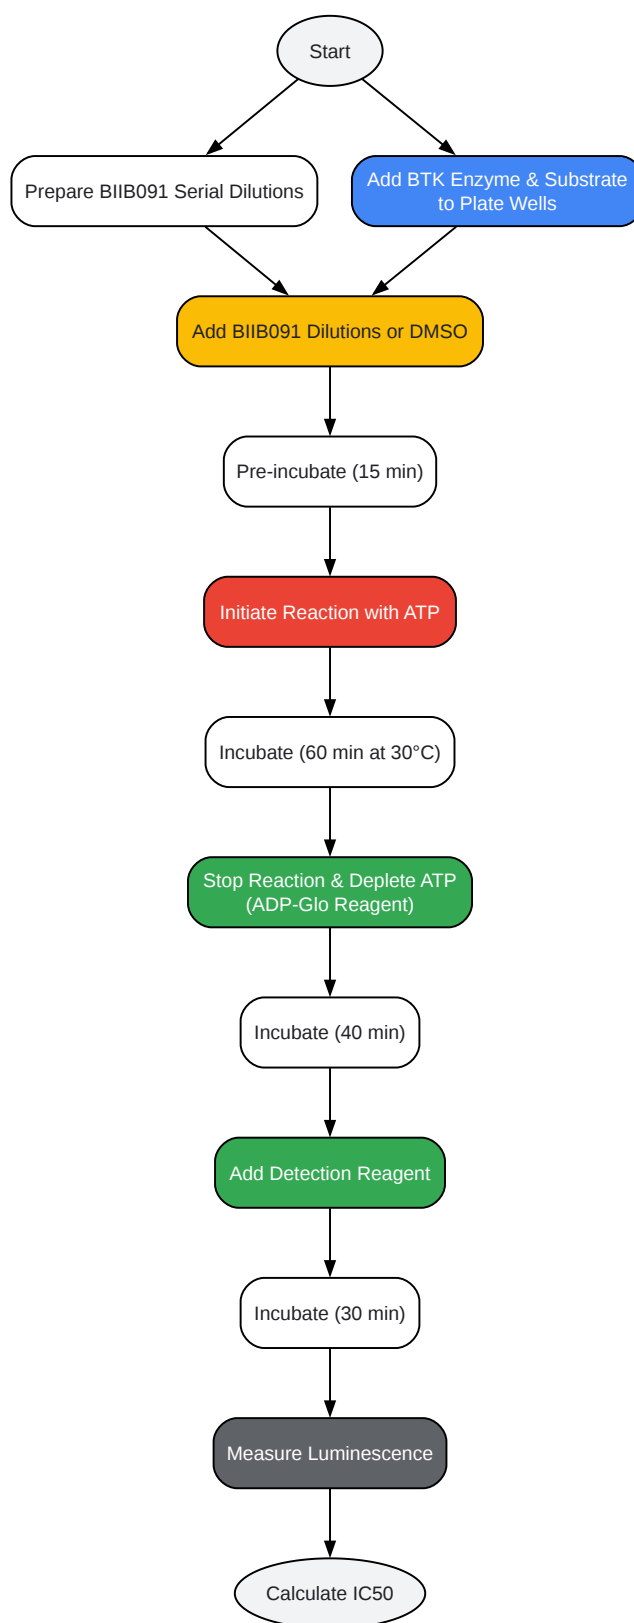 Start
Prepare BIIB091 Serial Dilutions
Add BTK Enzyme & Substrate
to Plate Wells
Add BIIB091 Dilutions or DMSO
Pre-incubate (15 min)
Initiate Reaction with ATP
Incubate (60 min at 30°C)
Stop Reaction & Deplete ATP
(ADP-Glo Reagent)
Incubate (40 min)
Add Detection Reagent
Incubate (30 min)
Measure Luminescence
Calculate IC50